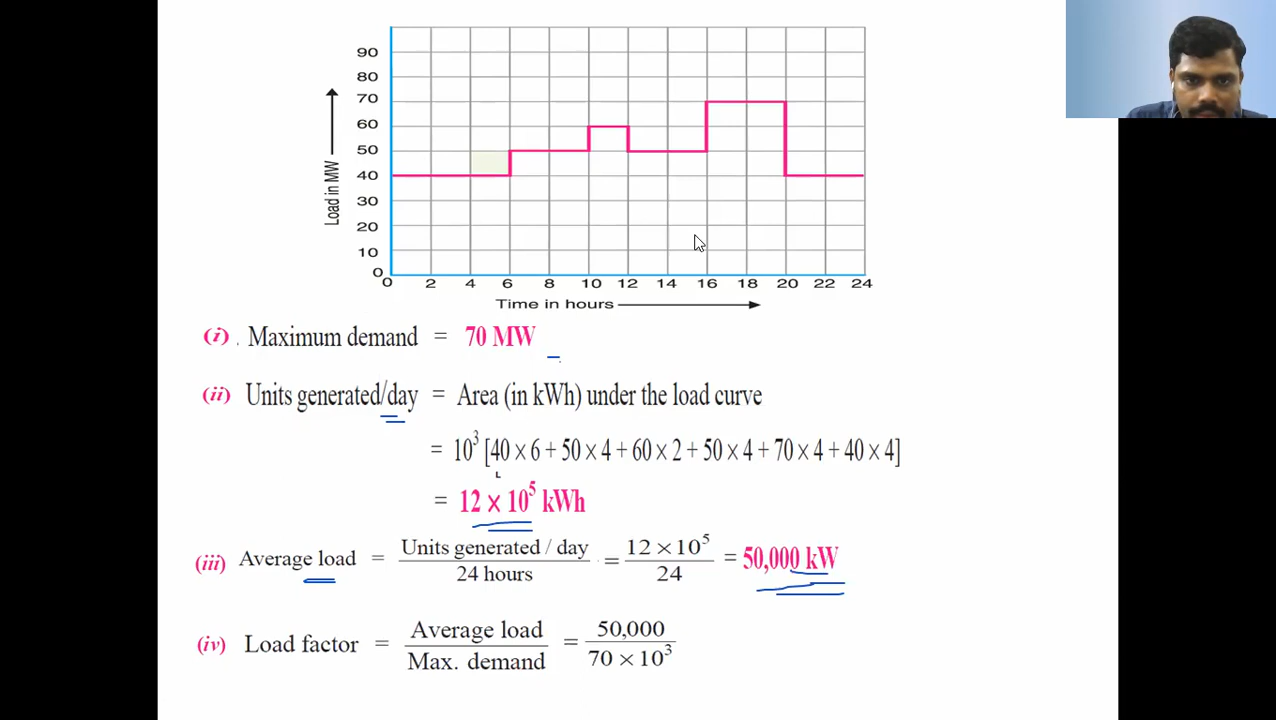 90
80
70
60
50
40
30
20
10
0
Load in MW
0 2 4 6 8 10 12 14 16 18 20 22 24
Time in hours
(i) . Maximum demand = 70 MW
(ii) Units generated/day = Area (in kWh) under the load curve
= 10³ [40 × 6 + 50 × 4 + 60 × 2 + 50 × 4 + 70 × 4 + 40 × 4]
= 12 × 10⁵ kWh
(iii) Average load = Units generated / day / 24 hours = 12 × 10⁵ / 24 = 50,000 kW
(iv) Load factor = Average load / Max. demand = 50,000 / 70 × 10³